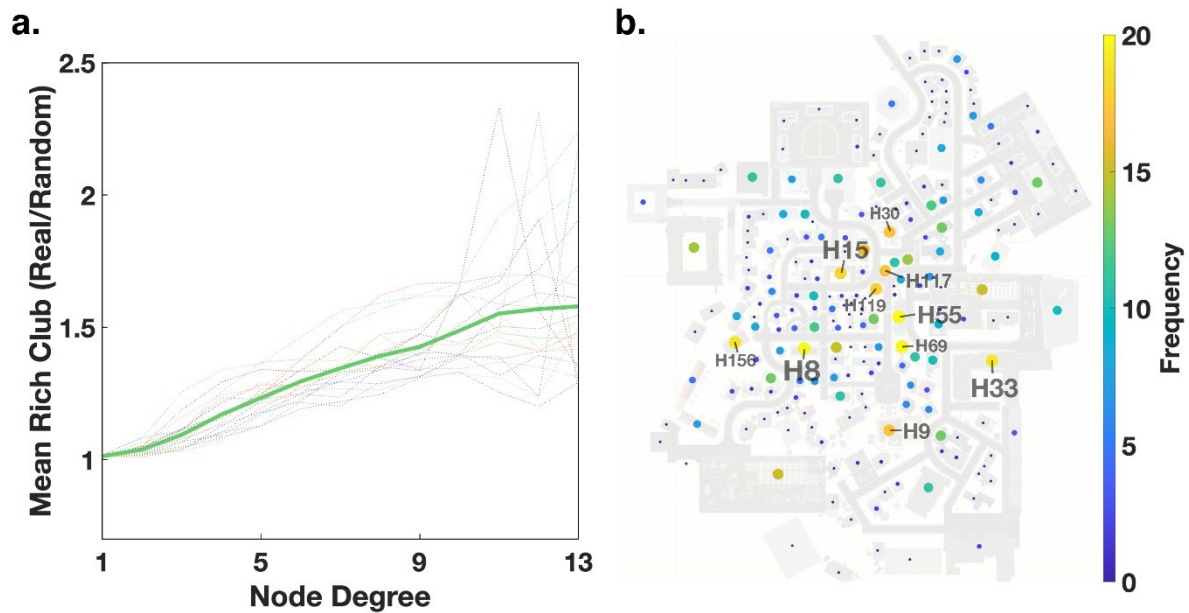 a.
Mean Rich Club (Real/Random)
2.5
2
1.5
1
1
5
9
13
Node Degree
b.
H30
H15
H117
H119
H55
H69
H156
H8
H33
H9
20
15
10
5
0
Frequency